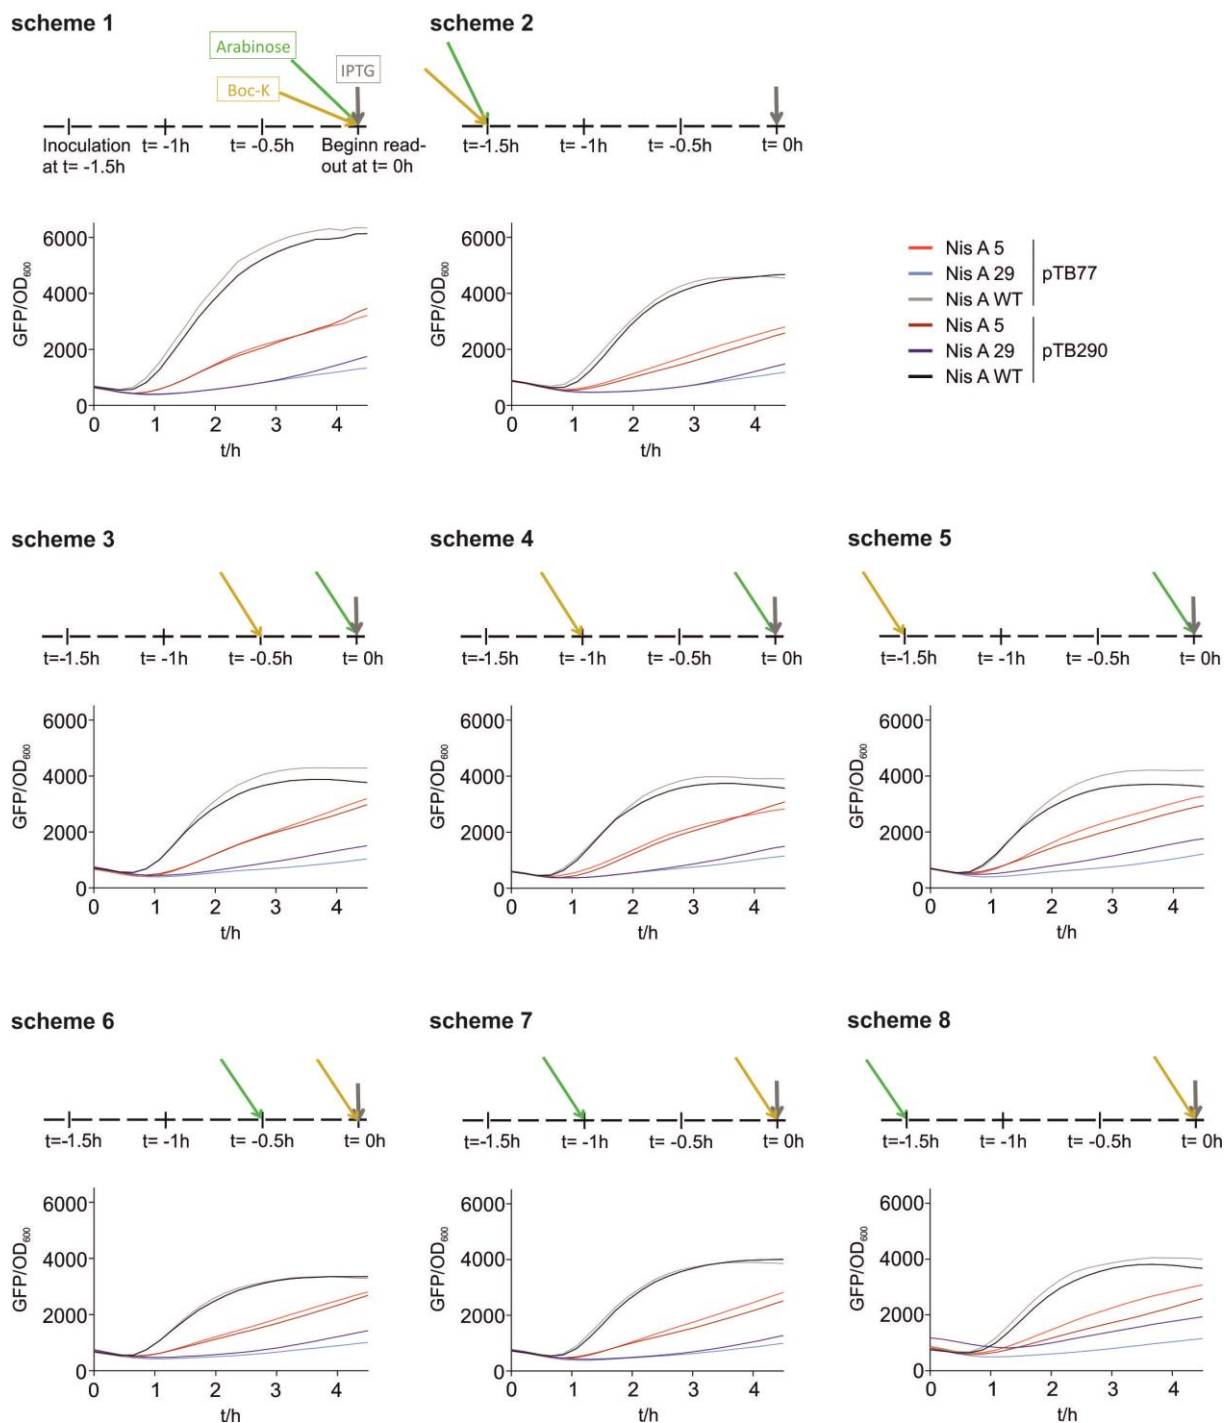 scheme 1
scheme 2
Arabinose
IPTG
Boc-K
Inoculation at t= -1.5h
t= -1h
t= -0.5h
Beginn read-out at t= 0h
t= -1.5h
t= -1h
t= -0.5h
t= 0h
GFP/OD600
6000
4000
2000
0
0 1 2 3 4
t/h
GFP/OD600
6000
4000
2000
0
0 1 2 3 4
t/h
Nis A 5
Nis A 29
Nis A WT
pTB77
Nis A 5
Nis A 29
Nis A WT
pTB290
scheme 3
scheme 4
scheme 5
t=-1.5h t= -1h t= -0.5h t= 0h
t=-1.5h t= -1h t= -0.5h t= 0h
t=-1.5h t= -1h t= -0.5h t= 0h
GFP/OD600
6000
4000
2000
0
0 1 2 3 4
t/h
GFP/OD600
6000
4000
2000
0
0 1 2 3 4
t/h
GFP/OD600
6000
4000
2000
0
0 1 2 3 4
t/h
scheme 6
scheme 7
scheme 8
t=-1.5h t= -1h t= -0.5h t= 0h
t=-1.5h t= -1h t= -0.5h t= 0h
t=-1.5h t= -1h t= -0.5h t= 0h
GFP/OD600
6000
4000
2000
0
0 1 2 3 4
t/h
GFP/OD600
6000
4000
2000
0
0 1 2 3 4
t/h
GFP/OD600
6000
4000
2000
0
0 1 2 3 4
t/h